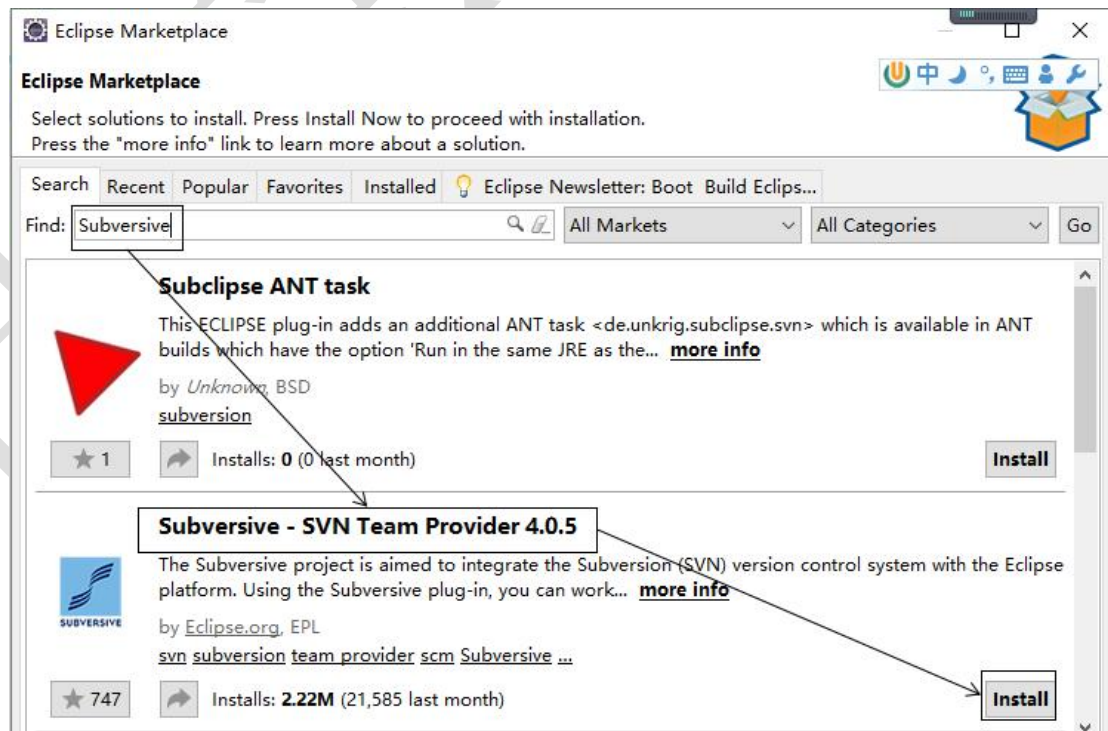 Eclipse Marketplace
中
Eclipse Marketplace
Select solutions to install. Press Install Now to proceed with installation.
Press the "more info" link to learn more about a solution.
Search Recent Popular Favorites Installed Eclipse Newsletter: Boot Build Eclips...
Find: Subversive All Markets All Categories Go
Subclipse ANT task
This ECLIPSE plug-in adds an additional ANT task <de.unkrig.subclipse.svn> which is available in ANT
builds which have the option 'Run in the same JRE as the... more info
by Unknown, BSD
subversion
1 Installs: 0 (0 last month) Install
Subversive - SVN Team Provider 4.0.5
The Subversive project is aimed to integrate the Subversion (SVN) version control system with the Eclipse
platform. Using the Subversive plug-in, you can work... more info
SUBVERSIVE
by Eclipse.org, EPL
svn subversion team provider scm Subversive ...
747 Installs: 2.22M (21,585 last month) Install